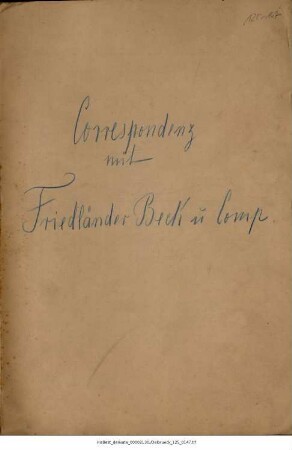 Correspondenz
mit
Friedländer Beck u Comp.